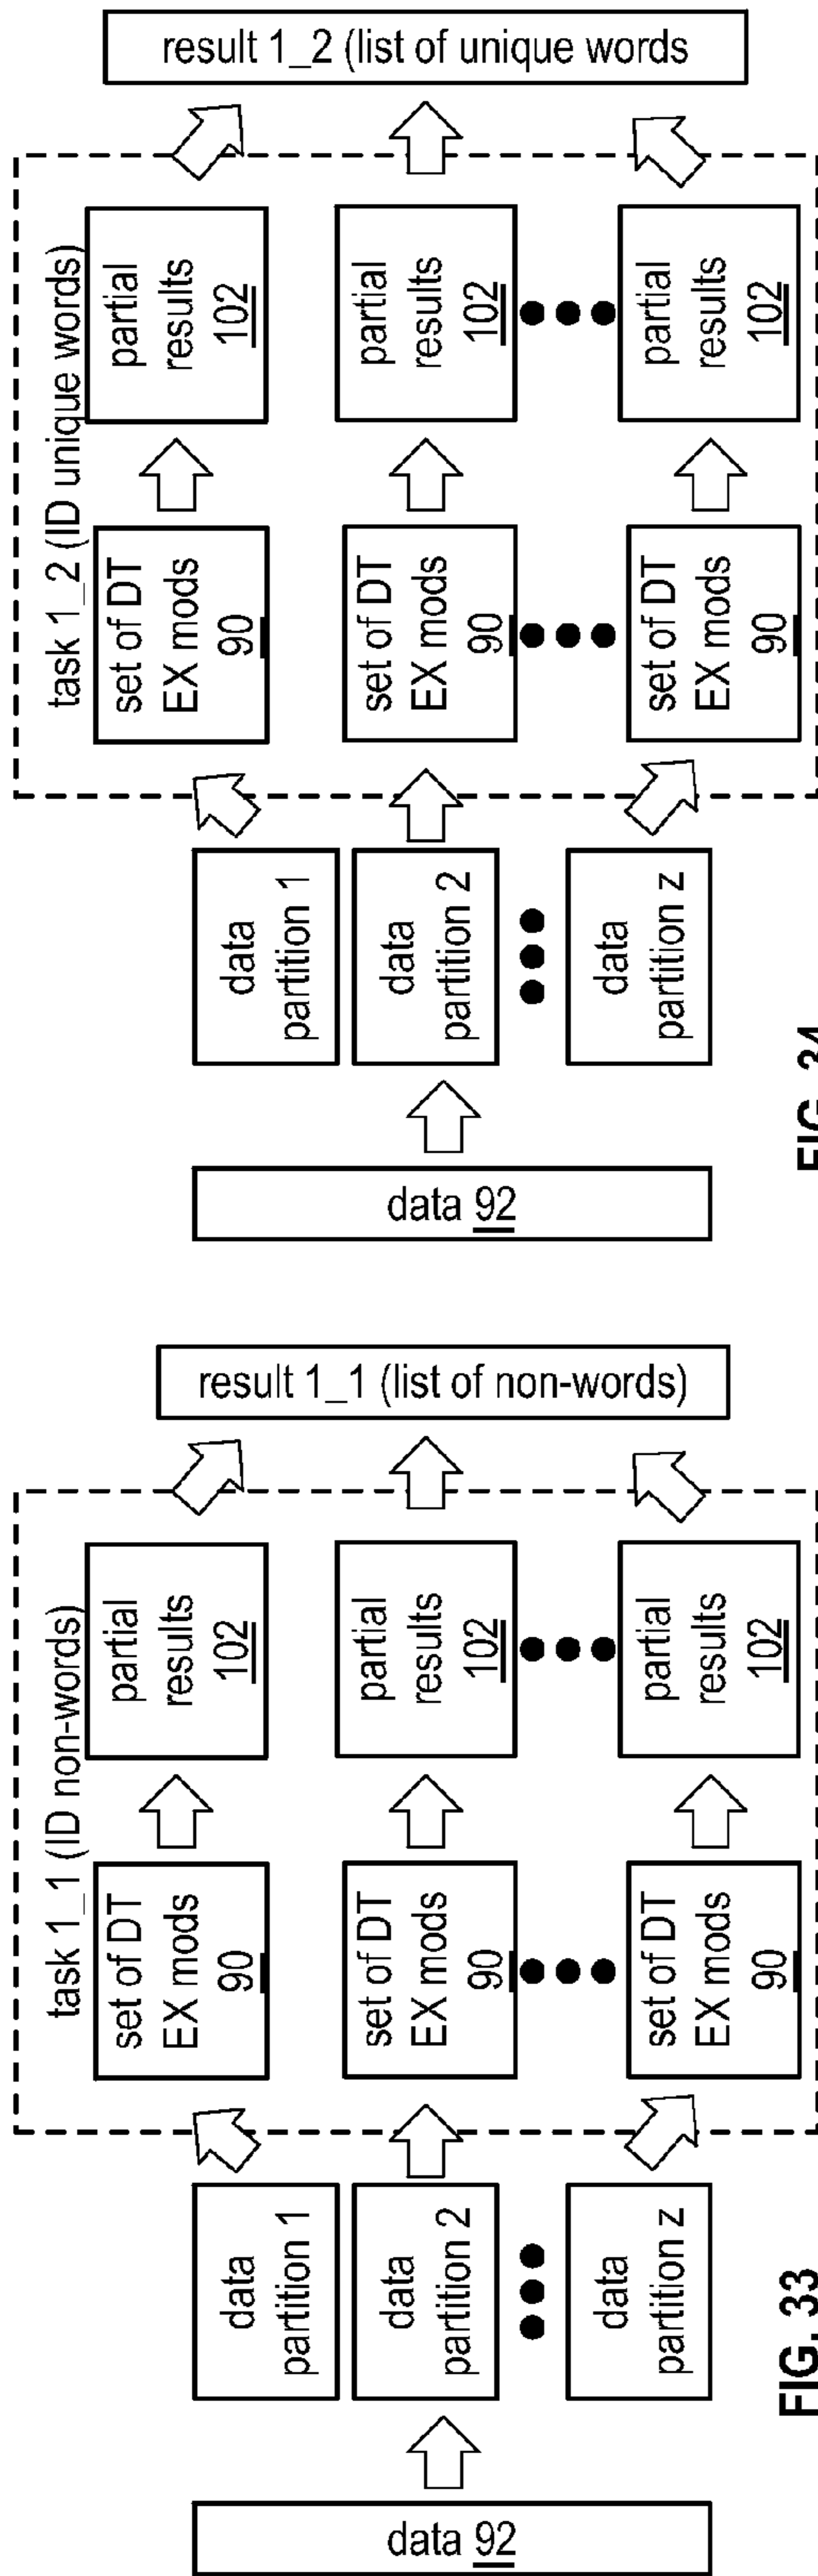 data 92
data
partition 1
data
partition 2
data
partition z
task 1_1 (ID non-words)
set of DT
EX mods
90
set of DT
EX mods
90
set of DT
EX mods
90
partial
results
102
partial
results
102
partial
results
102
result 1_1 (list of non-words)
FIG. 33
data 92
data
partition 1
data
partition 2
data
partition z
task 1_2 (ID unique words)
set of DT
EX mods
90
set of DT
EX mods
90
set of DT
EX mods
90
partial
results
102
partial
results
102
partial
results
102
result 1_2 (list of unique words
FIG. 34